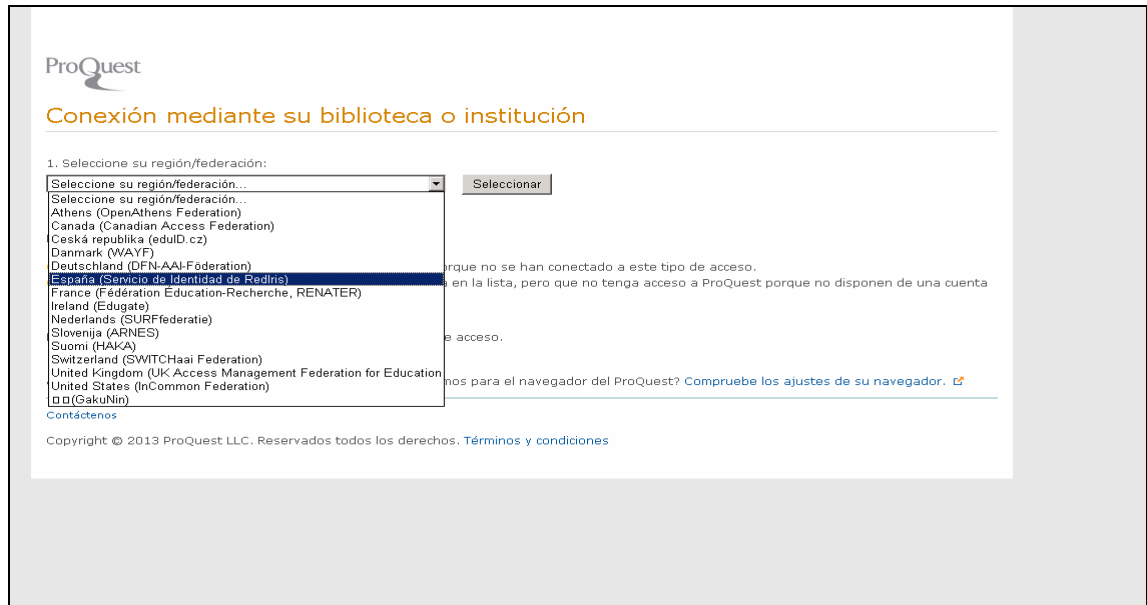 ProQuest
Conexión mediante su biblioteca o institución
1. Seleccione su región/federación:
Seleccione su región/federación...
Seleccionar
Seleccione su región/federación...
Athens (OpenAthens Federation)
Canada (Canadian Access Federation)
Ceská republika (eduID.cz)
Danmark (WAYF)
Deutschland (DFN-AAI-Föderation)
rque no se han conectado a este tipo de acceso.
España (Servicio de Identidad de RedIris)
en la lista, pero que no tenga acceso a ProQuest porque no disponen de una cuenta
France (Fédération Éducation-Recherche, RENATER)
Ireland (Edugate)
Nederlands (SURFfederatie)
Slovenija (ARNES)
e acceso.
Suomi (HAKA)
Switzerland (SWITCHaai Federation)
United Kingdom (UK Access Management Federation for Education
nos para el navegador del ProQuest? Compruebe los ajustes de su navegador.
United States (InCommon Federation)
(GakuNin)
Contáctenos
Copyright © 2013 ProQuest LLC. Reservados todos los derechos. Términos y condiciones